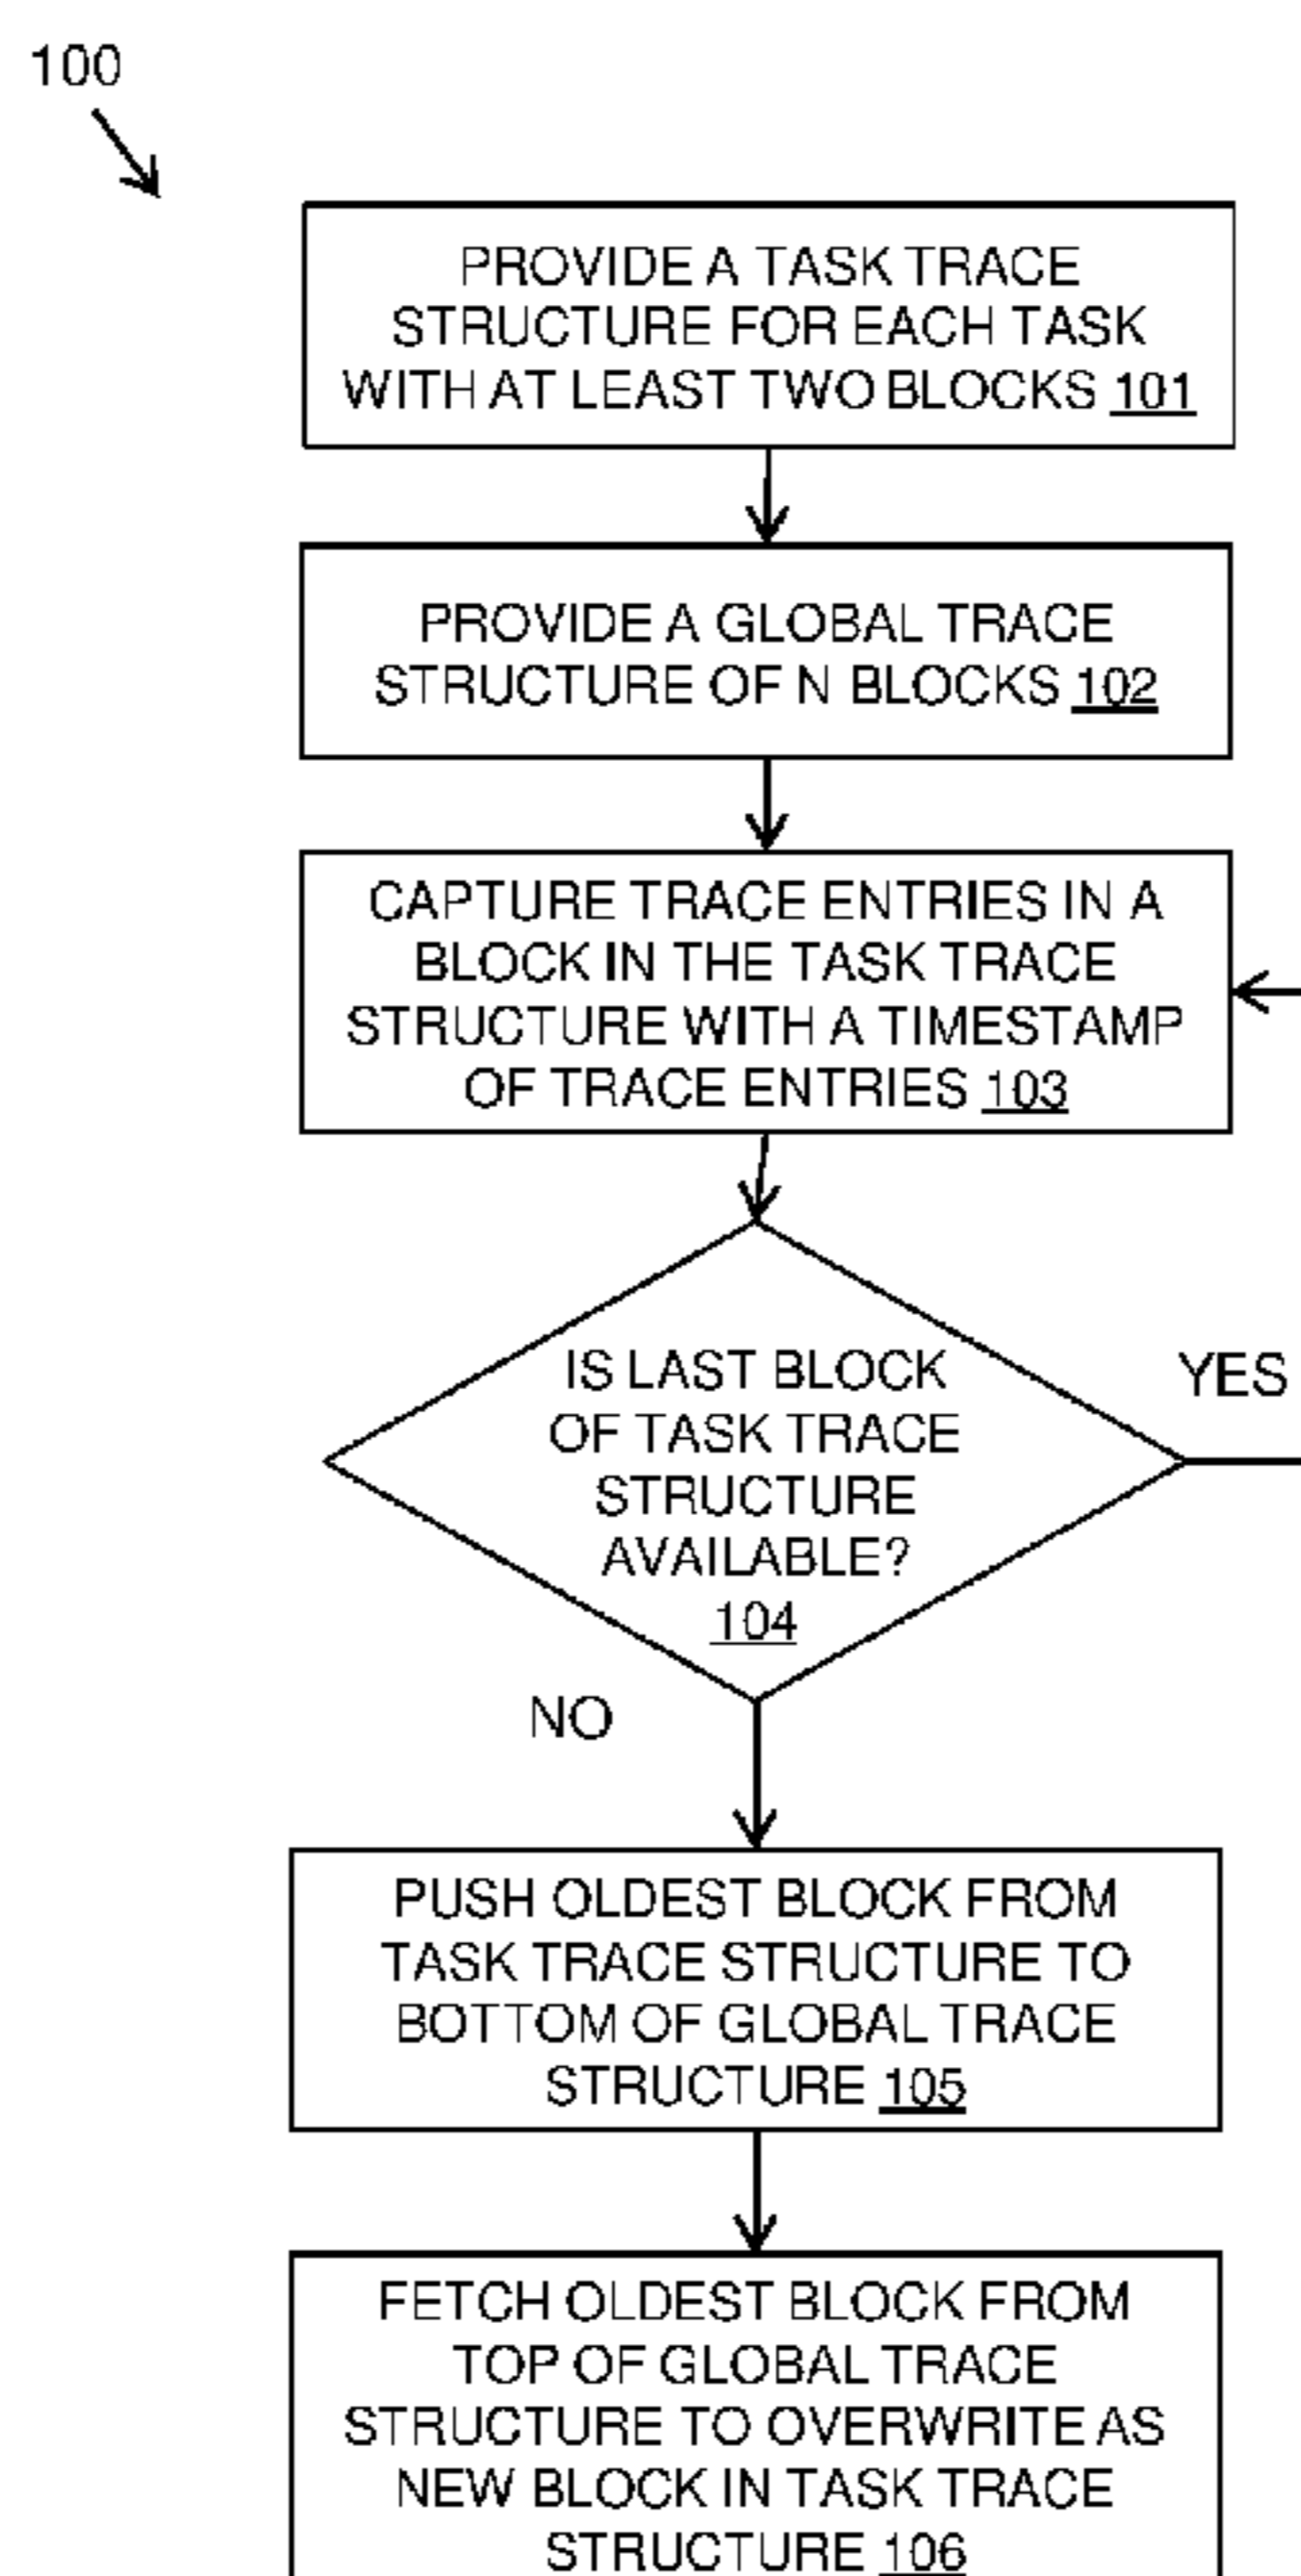 100
PROVIDE A TASK TRACE
STRUCTURE FOR EACH TASK
WITH AT LEAST TWO BLOCKS 101
PROVIDE A GLOBAL TRACE
STRUCTURE OF N BLOCKS 102
CAPTURE TRACE ENTRIES IN A
BLOCK IN THE TASK TRACE
STRUCTURE WITH A TIMESTAMP
OF TRACE ENTRIES 103
IS LAST BLOCK
OF TASK TRACE
STRUCTURE
AVAILABLE?
104
YES
NO
PUSH OLDEST BLOCK FROM
TASK TRACE STRUCTURE TO
BOTTOM OF GLOBAL TRACE
STRUCTURE 105
FETCH OLDEST BLOCK FROM
TOP OF GLOBAL TRACE
STRUCTURE TO OVERWRITE AS
NEW BLOCK IN TASK TRACE
STRUCTURE 106